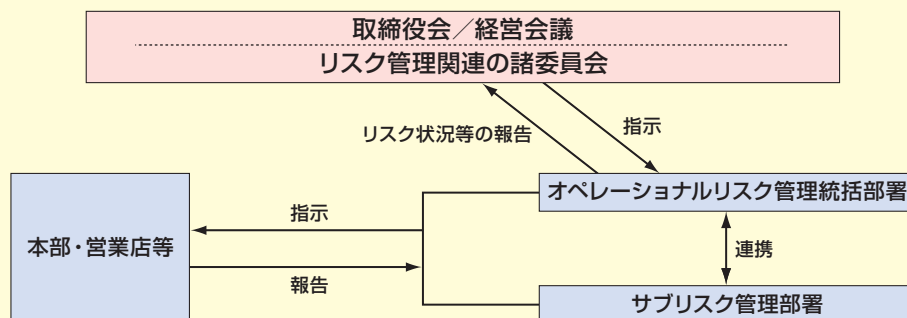 取締役会／経営会議
リスク管理関連の諸委員会
リスク状況等の報告
指示
オペレーショナルリスク管理統括部署
指示
本部・営業店等
連携
報告
サブリスク管理部署